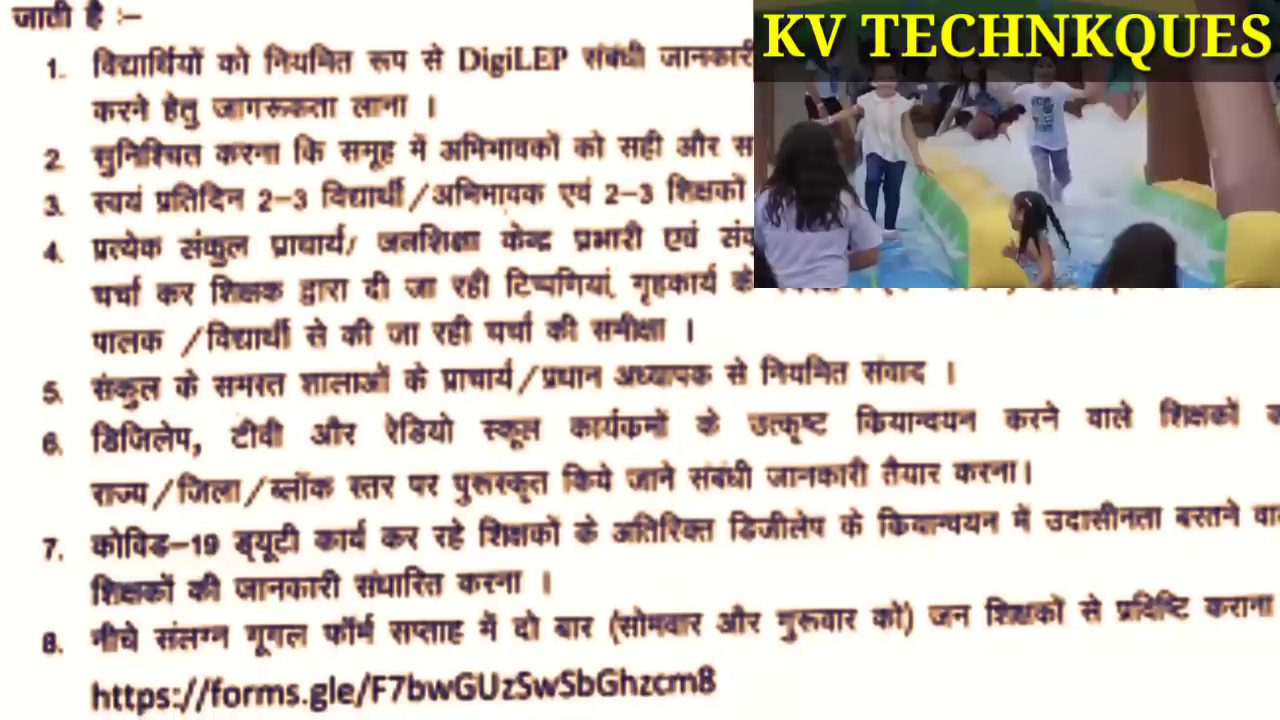 जाती है :–
KV TECHNKQUES
1. विद्यार्थियों को नियमित रूप से DigiLEP संबंधी जानकारी
करने हेतु जागरूकता लाना ।
2. सुनिश्चित करना कि समूह में अभिभावकों को सही और स
3. स्वयं प्रतिदिन 2–3 विद्यार्थी/अभिभावक एवं 2–3 शिक्षकों
4. प्रत्येक संकुल प्राचार्य/ जनशिक्षा केन्द्र प्रभारी एवं
चर्चा कर शिक्षक द्वारा दी जा रही टिप्पणियां, गृहकार्य के
पालक /विद्यार्थी से की जा रही चर्चा की समीक्षा ।
5. संकुल के समस्त शालाओं के प्राचार्य/प्रधान अध्यापक से नियमित संवाद ।
6. डिजिलेप, टीवी और रेडियो स्कूल कार्यकमों के उत्कृष्ट कियान्वयन करने वाले शिक्षकों
राज्य/जिला/ब्लॉक स्तर पर पुरूस्कृत किये जाने संबंधी जानकारी तैयार करना।
7. कोविड–19 ड्यूटी कार्य कर रहे शिक्षकों के अतिरिक्त डिजीलेप के कियान्वयन में उदासीनता बरतने
शिक्षकों की जानकारी संधारित करना ।
8. नीचे संलग्न गूगल फॉर्म सप्ताह में दो बार (सोमवार और गुरूवार को) जन शिक्षकों से प्रविष्टि कराना
https://forms.gle/F7bwGUzSwSbGhzcm8